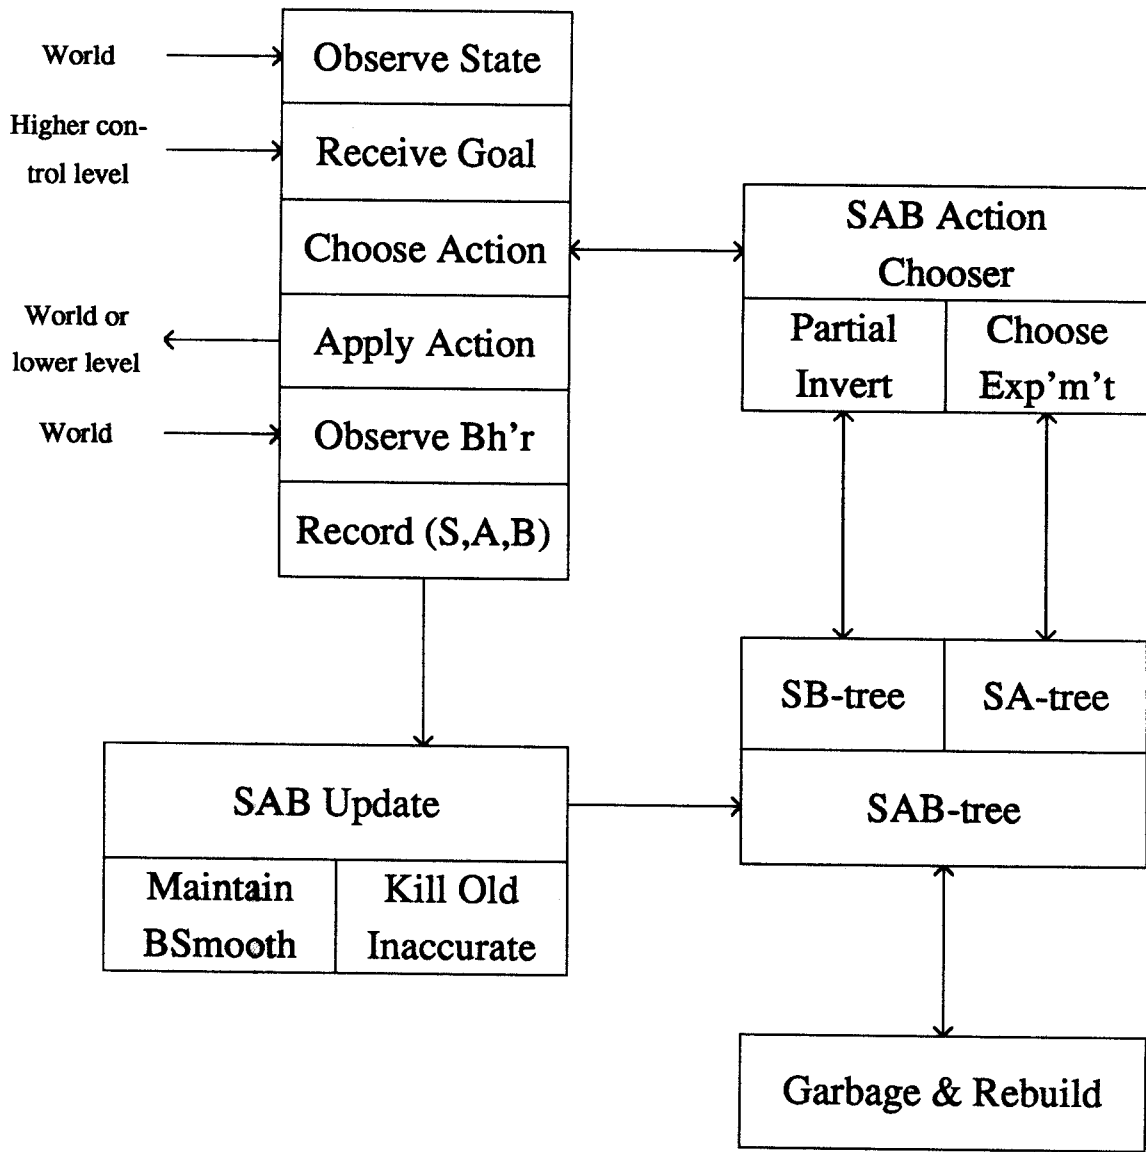 World
Observe State
Higher con-
trol level
Receive Goal
Choose Action
World or
lower level
Apply Action
World
Observe Bh'r
Record (S,A,B)
SAB Action
Chooser
Partial
Invert
Choose
Exp'm't
SB-tree
SA-tree
SAB-tree
SAB Update
Maintain
BSmooth
Kill Old
Inaccurate
Garbage & Rebuild